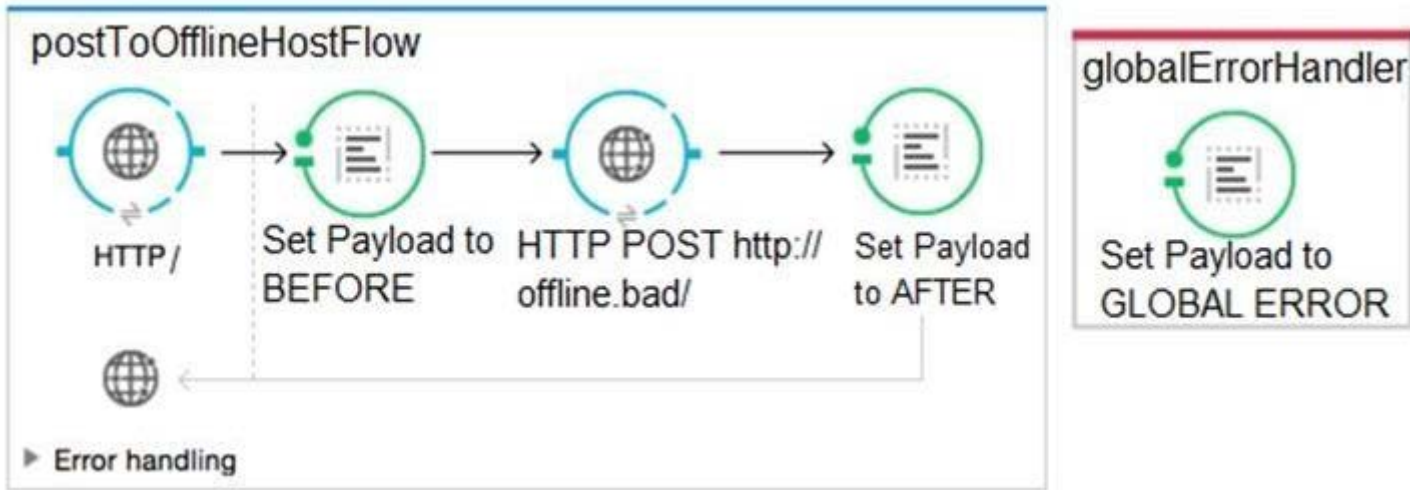 postToOfflineHostFlow
HTTP /
Set Payload to
BEFORE
HTTP POST http://
offline.bad/
Set Payload
to AFTER
Error handling
globalErrorHandler
Set Payload to
GLOBAL ERROR